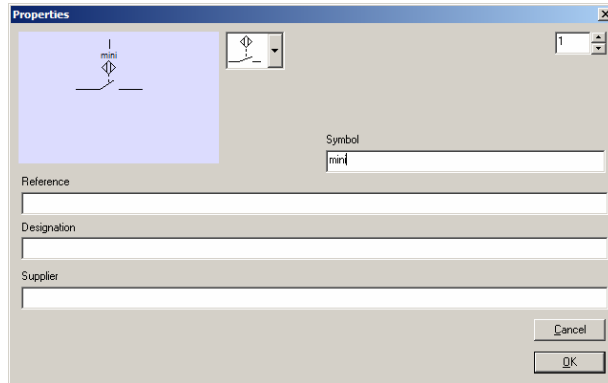 Properties
mini
1
Symbol
mini
Reference
Designation
Supplier
Cancel
OK